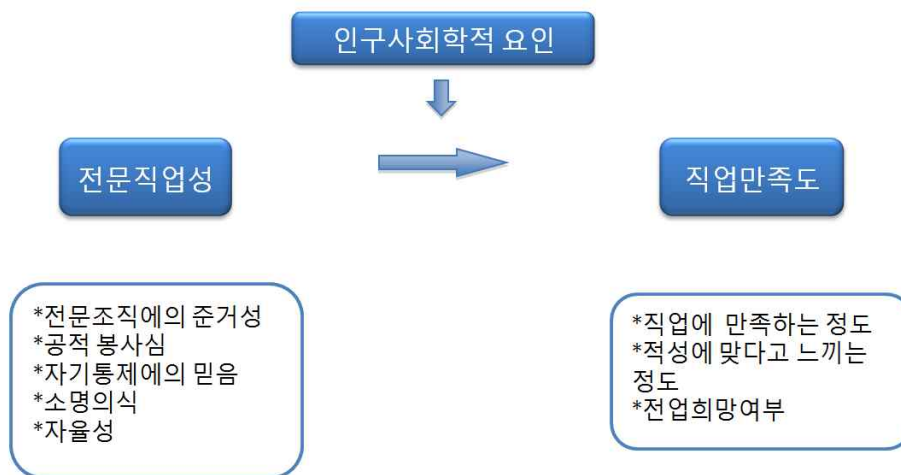 인구사회학적 요인
전문직업성
직업만족도
*전문조직에의 준거성
*공적 봉사심
*자기통제에의 믿음
*소명의식
*자율성
*직업에 만족하는 정도
*적성에 맞다고 느끼는
정도
*전업희망여부